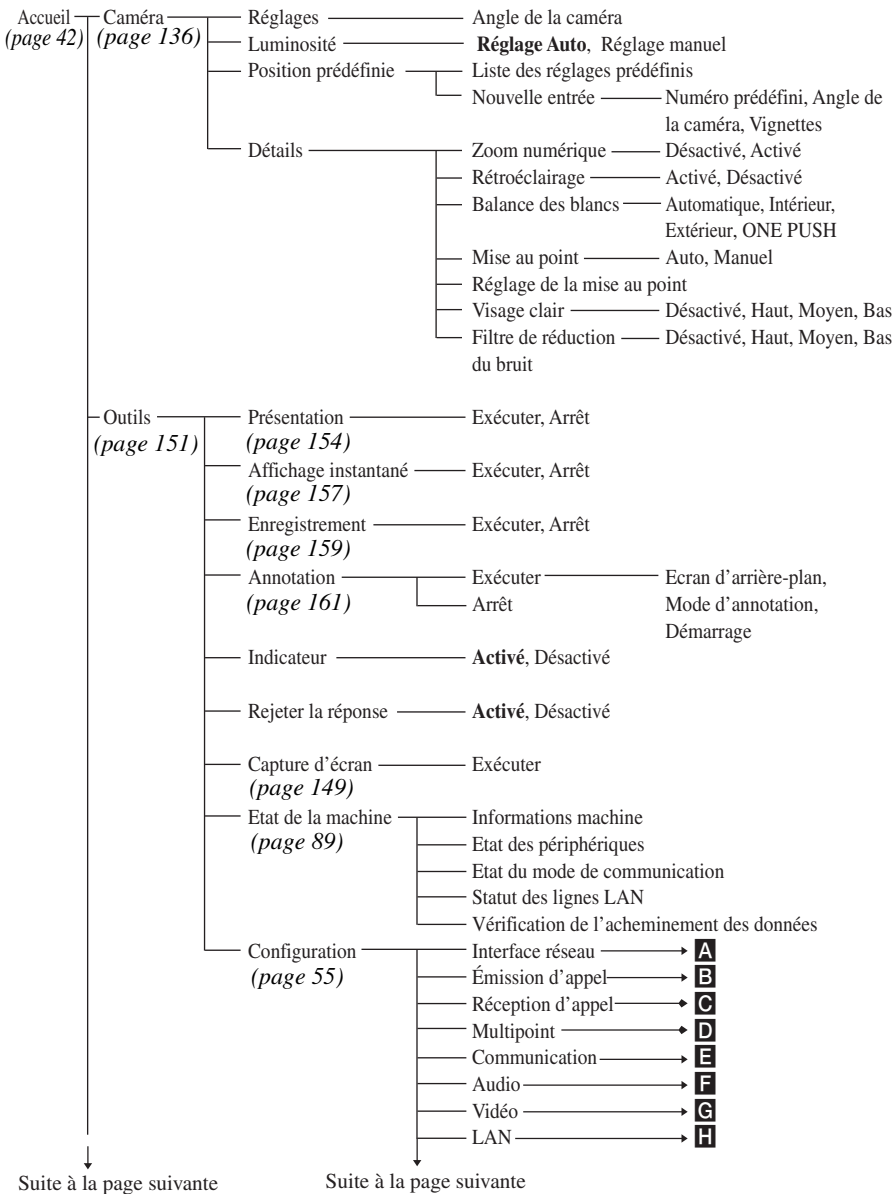 Accueil Caméra Réglages Angle de la caméra
(page 42) (page 136) Luminosité Réglage Auto, Réglage manuel
Position prédéfinie Liste des réglages prédéfinis
Nouvelle entrée Numéro prédéfini, Angle de
la caméra, Vignettes
Détails Zoom numérique Désactivé, Activé
Rétroéclairage Activé, Désactivé
Balance des blancs Automatique, Intérieur,
Extérieur, ONE PUSH
Mise au point Auto, Manuel
Réglage de la mise au point
Visage clair Désactivé, Haut, Moyen, Bas
Filtre de réduction Désactivé, Haut, Moyen, Bas
du bruit
Outils Présentation Exécuter, Arrêt
(page 151) (page 154)
Affichage instantané Exécuter, Arrêt
(page 157)
Enregistrement Exécuter, Arrêt
(page 159)
Annotation Exécuter Ecran d'arrière-plan,
(page 161) Arrêt Mode d'annotation,
Démarrage
Indicateur Activé, Désactivé
Rejeter la réponse Activé, Désactivé
Capture d'écran Exécuter
(page 149)
Etat de la machine Informations machine
(page 89) Etat des périphériques
Etat du mode de communication
Statut des lignes LAN
Vérification de l'acheminement des données
Configuration Interface réseau A
(page 55) Émission d'appel B
Réception d'appel C
Multipoint D
Communication E
Audio F
Vidéo G
LAN H
Suite à la page suivante Suite à la page suivante